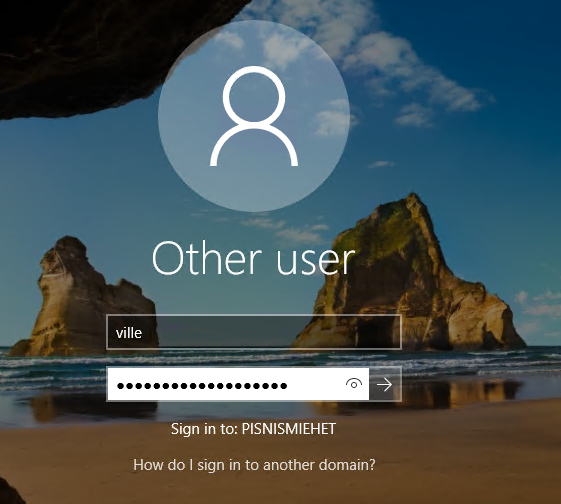 Other user
ville
●●●●●●●●●●●●●●●●●●●
Sign in to: PISNISMIEHET
How do I sign in to another domain?